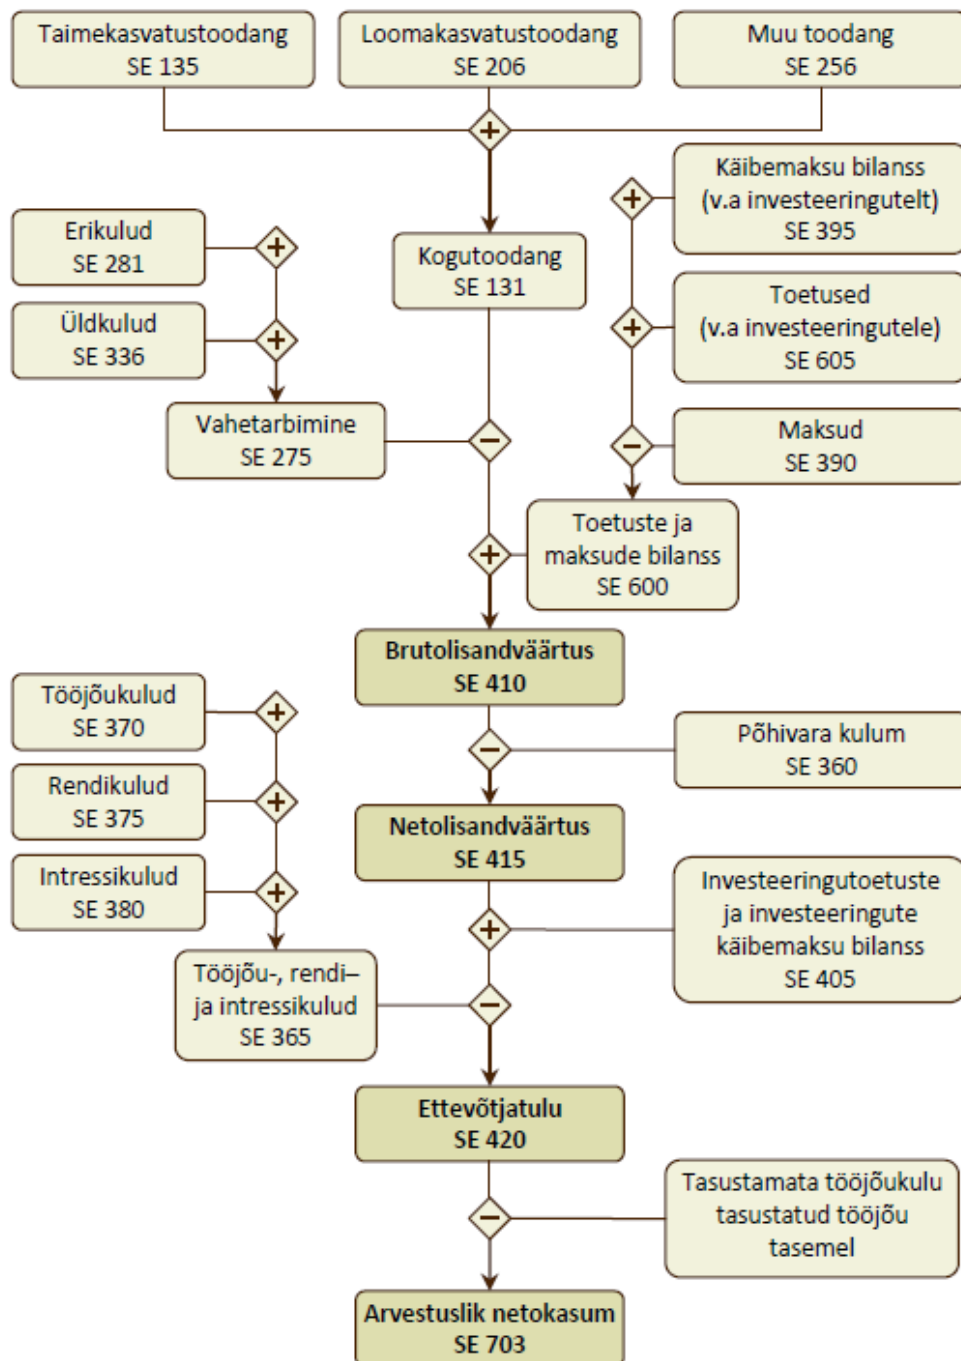 Taimekasvatustoodang
SE 135
Loomakasvatustoodang
SE 206
Muu toodang
SE 256
Käibemaksu bilanss
(v.a investeeringutelt)
SE 395
Erikulud
SE 281
Kogutoodang
SE 131
Toetused
(v.a investeeringutele)
SE 605
Üldkulud
SE 336
Vahetarbimine
SE 275
Maksud
SE 390
Toetuste ja
maksude bilanss
SE 600
Brutolisandväärtus
SE 410
Tööjõukulud
SE 370
Põhivara kulum
SE 360
Rendikulud
SE 375
Netolisandväärtus
SE 415
Intressikulud
SE 380
Investeeringutoetuste
ja investeeringute
käibemaksu bilanss
SE 405
Tööjõu-, rendi–
ja intressikulud
SE 365
Ettevõtjatulu
SE 420
Tasustamata tööjõukulu
tasustatud tööjõu
tasemel
Arvestuslik netokasum
SE 703